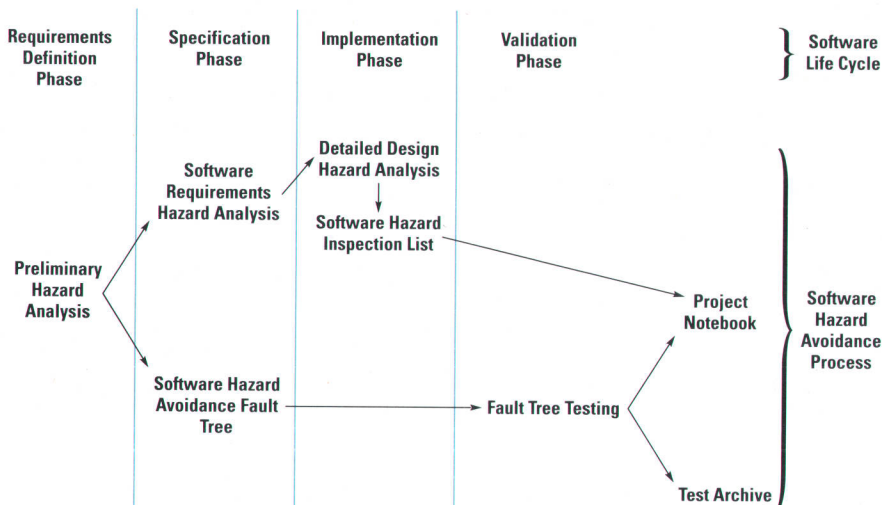 Requirements
Definition
Phase
Specification
Phase
Implementation
Phase
Validation
Phase
Software
Life Cycle
Detailed Design
Hazard Analysis
Software
Requirements
Hazard Analysis
Software Hazard
Inspection List
Preliminary
Hazard
Analysis
Project
Notebook
Software
Hazard
Avoidance
Process
Software Hazard
Avoidance Fault
Tree
Fault Tree Testing
Test Archive